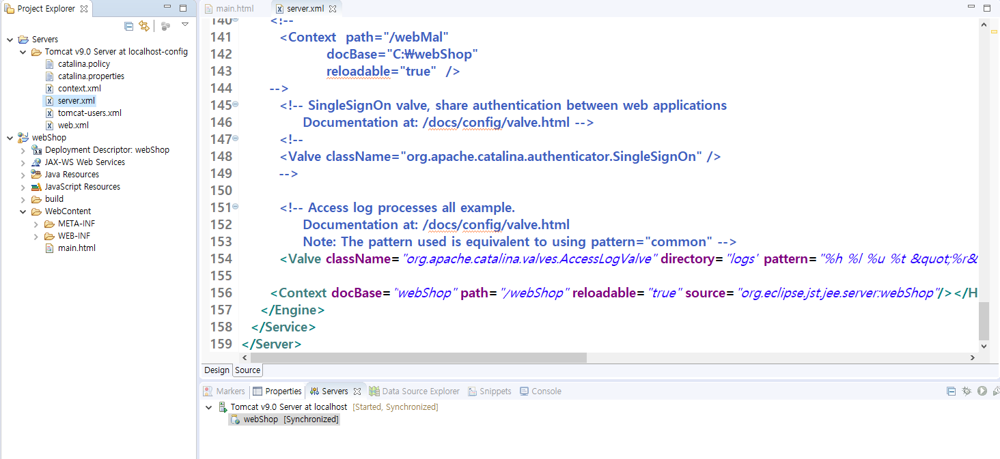 Project Explorer
Servers
Tomcat v9.0 Server at localhost-config
catalina.policy
catalina.properties
context.xml
server.xml
tomcat-users.xml
web.xml
webShop
Deployment Descriptor: webShop
JAX-WS Web Services
Java Resources
JavaScript Resources
build
WebContent
META-INF
WEB-INF
main.html
main.html server.xml
140 <!--
141 <Context path="/webMal"
142 docBase="C:₩webShop"
143 reloadable="true" />
144 -->
145 <!-- SingleSignOn valve, share authentication between web applications
146 Documentation at: /docs/config/valve.html -->
147 <!--
148 <Valve className="org.apache.catalina.authenticator.SingleSignOn" />
149 -->
150
151 <!-- Access log processes all example.
152 Documentation at: /docs/config/valve.html
153 Note: The pattern used is equivalent to using pattern="common" -->
154 <Valve className="org.apache.catalina.valves.AccessLogValve" directory="logs" pattern="%h %l %u %t &quot;%r&
155
156 <Context docBase="webShop" path="/webShop" reloadable="true" source="org.eclipse.jst.jee.server:webShop"/></H
157 </Engine>
158 </Service>
159 </Server>
Design Source
Markers Properties Servers Data Source Explorer Snippets Console
Tomcat v9.0 Server at localhost [Started, Synchronized]
webShop [Synchronized]